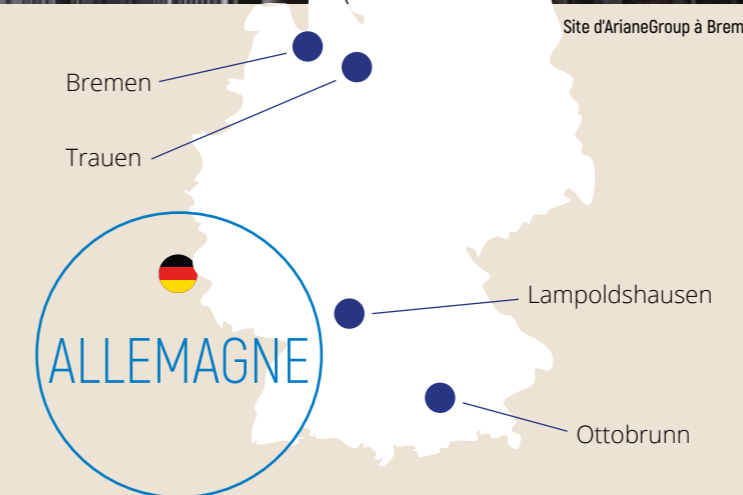 Site d'ArianeGroup à Brem
Bremen
Trauen
Lampoldshausen
ALLEMAGNE
Ottobrunn